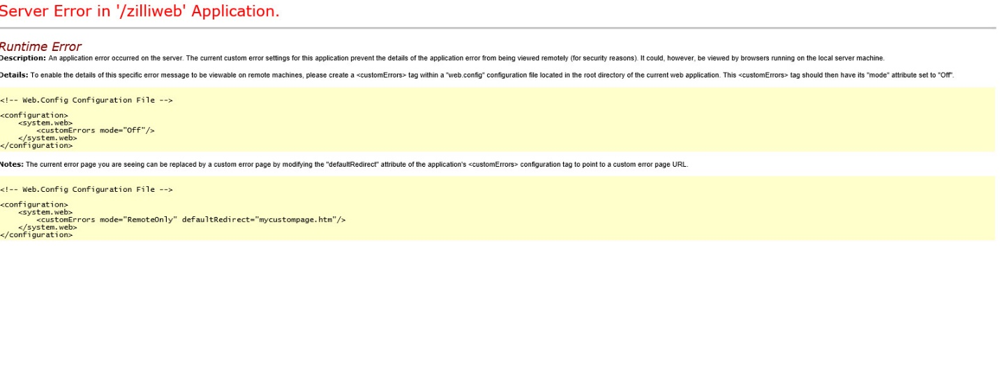 Server Error in '/zilliweb' Application.
Runtime Error
Description: An application error occurred on the server. The current custom error settings for this application prevent the details of the application error from being viewed remotely (for security reasons). It could, however, be viewed by browsers running on the local server machine.
Details: To enable the details of this specific error message to be viewable on remote machines, please create a <customErrors> tag within a "web.config" configuration file located in the root directory of the current web application. This <customErrors> tag should then have its "mode" attribute set to "Off".
<!-- Web.Config Configuration File -->
<configuration>
    <system.web>
        <customErrors mode="Off"/>
    </system.web>
</configuration>
Notes: The current error page you are seeing can be replaced by a custom error page by modifying the "defaultRedirect" attribute of the application's <customErrors> configuration tag to point to a custom error page URL.
<!-- Web.Config Configuration File -->
<configuration>
    <system.web>
        <customErrors mode="RemoteOnly" defaultRedirect="mycustompage.htm"/>
    </system.web>
</configuration>